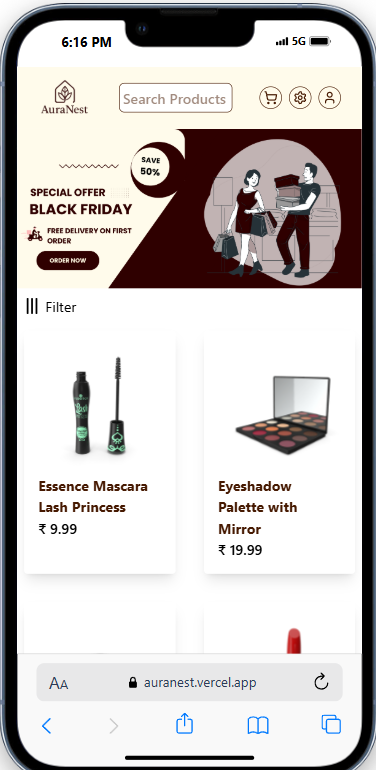 6:16 PM
5G
AuraNest
Search Products
SAVE
50%
SPECIAL OFFER
BLACK FRIDAY
FREE DELIVERY ON FIRST
ORDER
ORDER NOW
Filter
Essence Mascara
Lash Princess
₹ 9.99
Eyeshadow
Palette with
Mirror
₹ 19.99
AA
auranest.vercel.app